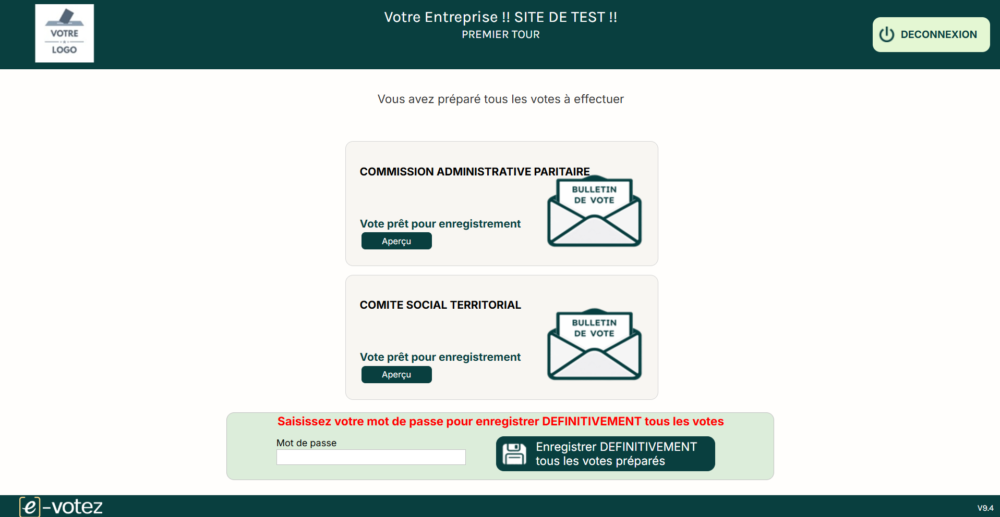 VOTRE
LOGO
Votre Entreprise !! SITE DE TEST !!
PREMIER TOUR
DECONNEXION
Vous avez préparé tous les votes à effectuer
COMMISSION ADMINISTRATIVE PARITAIRE
BULLETIN
DE VOTE
Vote prêt pour enregistrement
Aperçu
COMITE SOCIAL TERRITORIAL
BULLETIN
DE VOTE
Vote prêt pour enregistrement
Aperçu
Saisissez votre mot de passe pour enregistrer DEFINITIVEMENT tous les votes
Mot de passe
Enregistrer DEFINITIVEMENT
tous les votes préparés
[e]-votez
V9.4